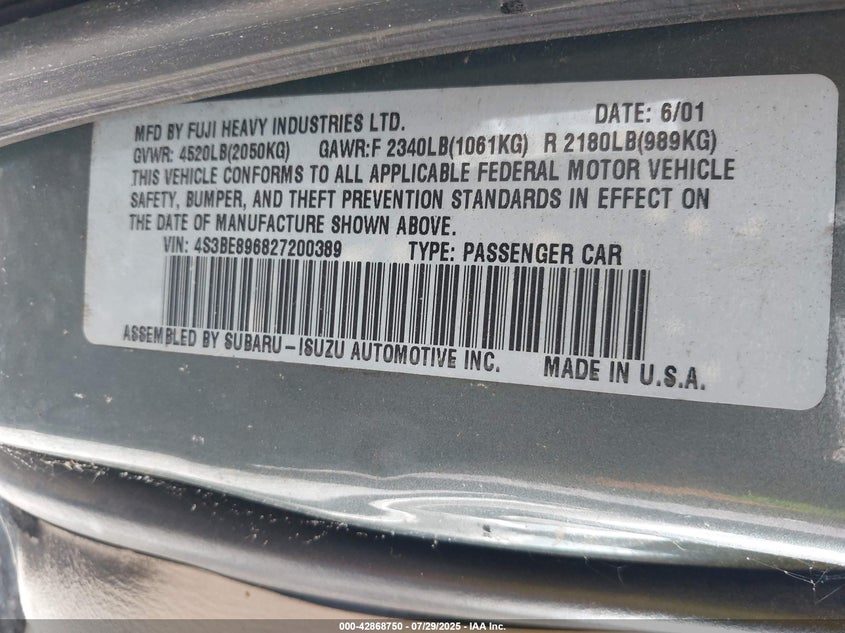 DATE: 6/01
MFD BY FUJI HEAVY INDUSTRIES LTD.
GVWR: 4520LB(2050KG) GAWR:F 2340LB(1061KG) R 2180LB(989KG)
THIS VEHICLE CONFORMS TO ALL APPLICABLE FEDERAL MOTOR VEHICLE
SAFETY, BUMPER, AND THEFT PREVENTION STANDARDS IN EFFECT ON
THE DATE OF MANUFACTURE SHOWN ABOVE.
VIN: 4S3BE896827200389 TYPE: PASSENGER CAR
ASSEMBLED BY SUBARU-ISUZU AUTOMOTIVE INC. MADE IN U.S.A.
000-42868750 - 07/29/2025 - IAA Inc.